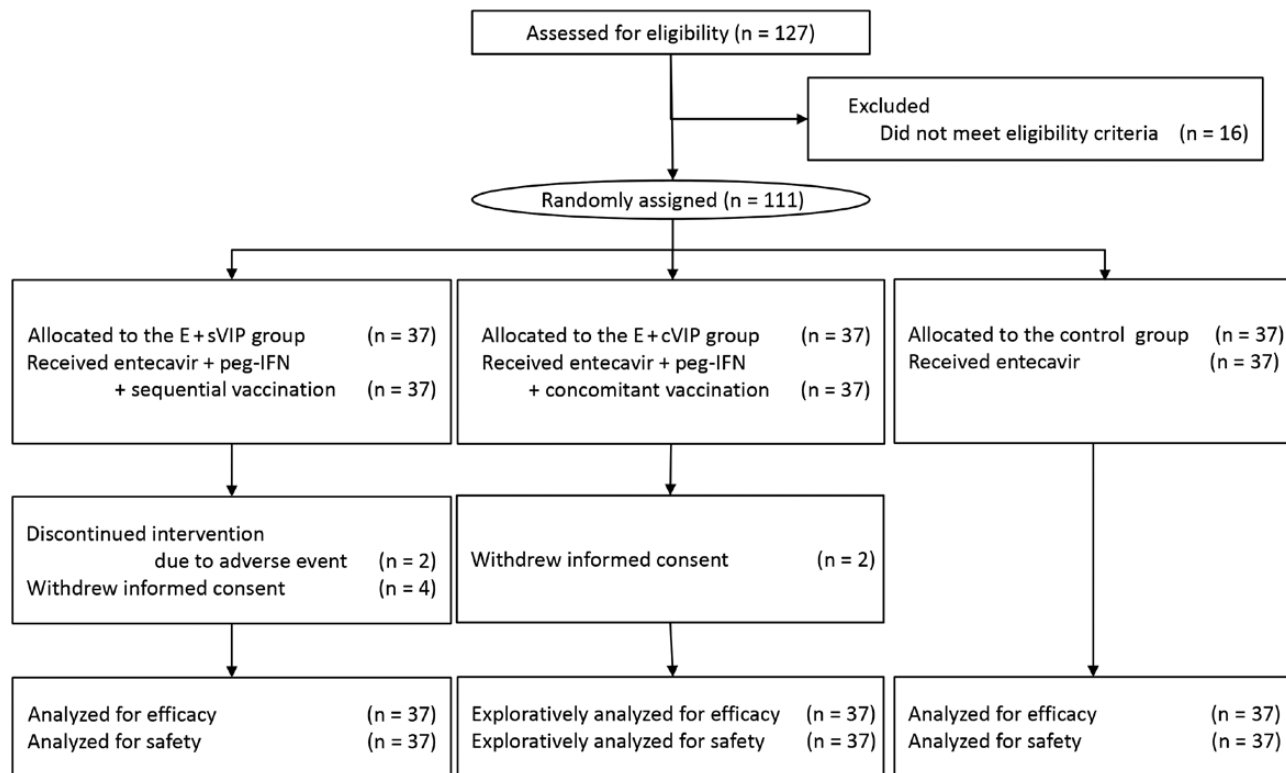 Assessed for eligibility (n = 127)
Excluded
Did not meet eligibility criteria (n = 16)
Randomly assigned (n = 111)
Allocated to the E+sVIP group (n = 37)
Received entecavir + peg-IFN
+ sequential vaccination (n = 37)
Allocated to the E+cVIP group (n = 37)
Received entecavir + peg-IFN
+ concomitant vaccination (n = 37)
Allocated to the control group (n = 37)
Received entecavir (n = 37)
Discontinued intervention
due to adverse event (n = 2)
Withdrew informed consent (n = 4)
Withdrew informed consent (n = 2)
Analyzed for efficacy (n = 37)
Analyzed for safety (n = 37)
Exploratively analyzed for efficacy (n = 37)
Exploratively analyzed for safety (n = 37)
Analyzed for efficacy (n = 37)
Analyzed for safety (n = 37)